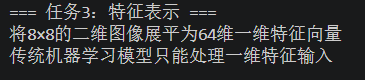 === 任务3：特征表示 ===
将8x8的二维图像展平为64维一维特征向量
传统机器学习模型只能处理一维特征输入